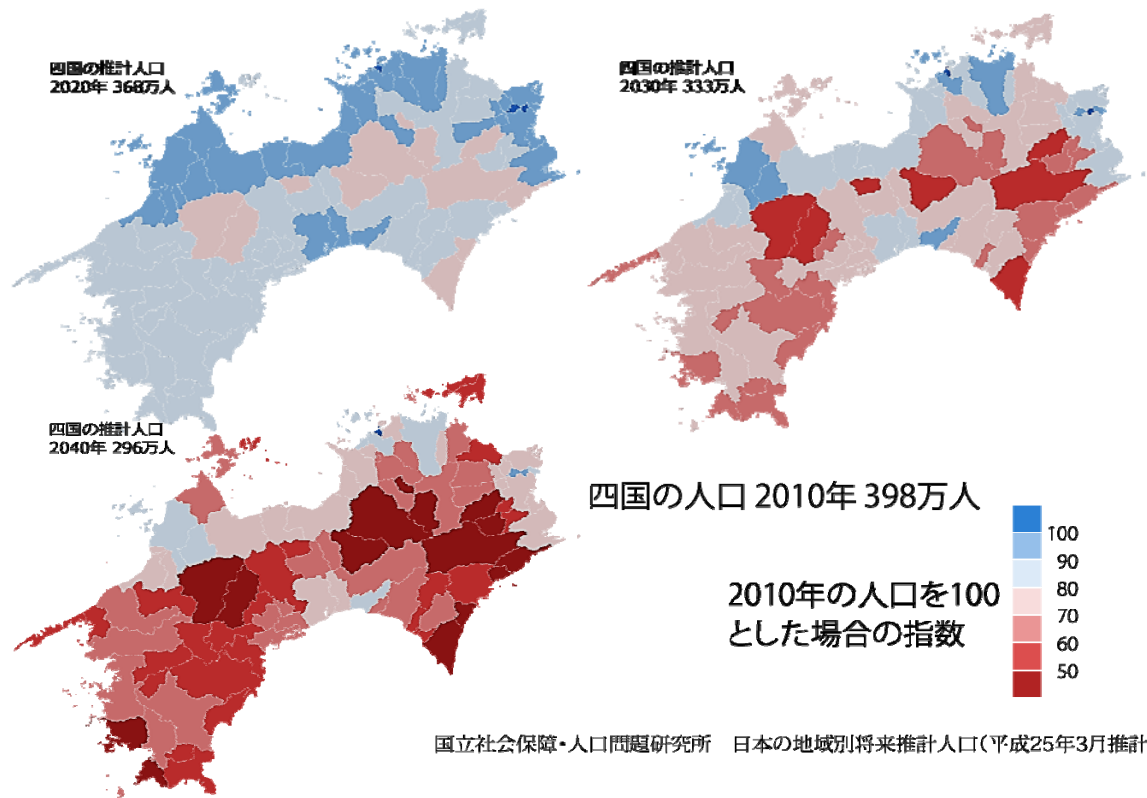 四国の推計人口
2020年 368万人
四国の推計人口
2030年 333万人
四国の推計人口
2040年 296万人
四国の人口 2010年 398万人
100
90
80
70
60
50
2010年の人口を100
とした場合の指数
国立社会保障・人口問題研究所　日本の地域別将来推計人口(平成25年3月推計